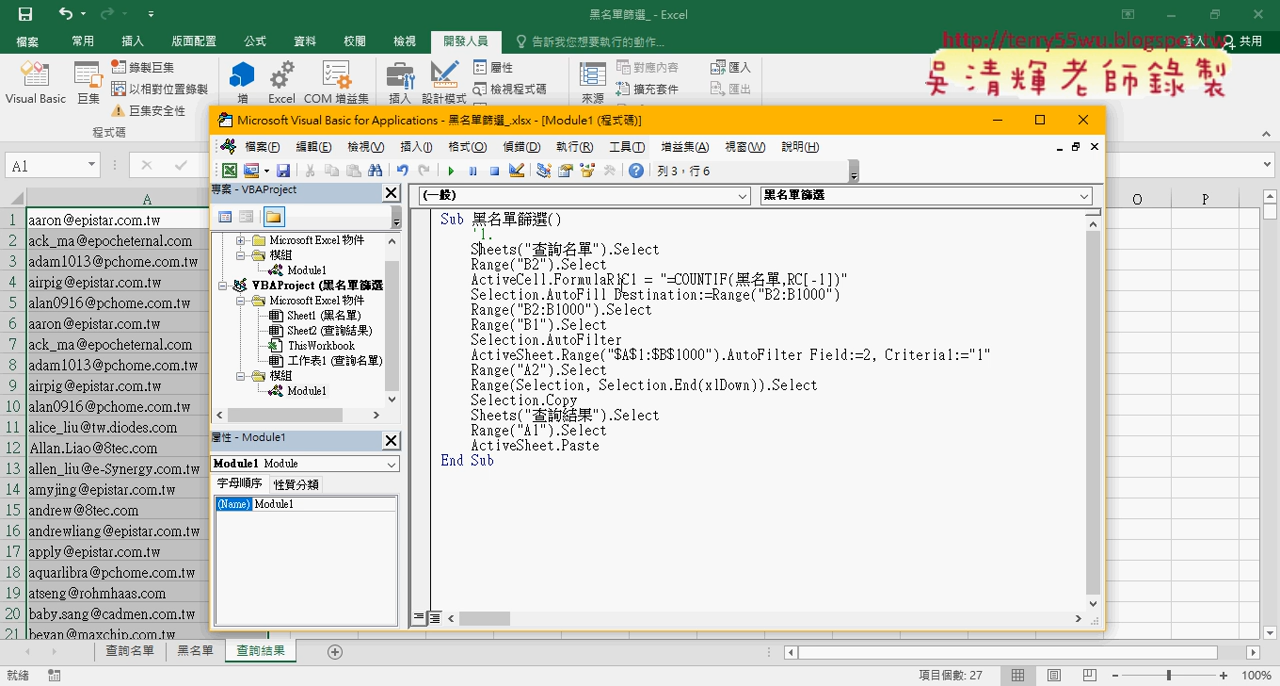 黑名單篩選_ - Excel
檔案 常用 插入 版面配置 公式 資料 校閱 檢視 開發人員 告訴我您想要執行的動作... 登入 共用
http://terry55wu.blogspot.tw
吳清輝老師錄製
Visual Basic 巨集 錄製巨集 以相對位置錄製 巨集安全性
程式碼
增 Excel COM 增益集 插入 設計模式 屬性 檢視程式碼 來源 對應內容 擴充套件 匯入 匯出
A1
Microsoft Visual Basic for Applications - 黑名單篩選_.xlsx - [Module1 (程式碼)]
檔案(F) 編輯(E) 檢視(V) 插入(I) 格式(O) 偵錯(D) 執行(R) 工具(T) 增益集(A) 視窗(W) 說明(H)
列 3，行 6
專案 - VBAProject
Microsoft Excel 物件
模組
Module1
VBAProject (黑名單篩選
Microsoft Excel 物件
Sheet1 (黑名單)
Sheet2 (查詢結果)
ThisWorkbook
工作表1 (查詢名單)
模組
Module1
屬性 - Module1
Module1 Module
字母順序 性質分類
(Name) Module1
(一般) 黑名單篩選
Sub 黑名單篩選()
'1.
Sheets("查詢名單").Select
Range("B2").Select
ActiveCell.FormulaR1C1 = "=COUNTIF(黑名單,RC[-1])"
Selection.AutoFill Destination:=Range("B2:B1000")
Range("B2:B1000").Select
Range("B1").Select
Selection.AutoFilter
ActiveSheet.Range("$A$1:$B$1000").AutoFilter Field:=2, Criteria1:="1"
Range("A2").Select
Range(Selection, Selection.End(xlDown)).Select
Selection.Copy
Sheets("查詢結果").Select
Range("A1").Select
ActiveSheet.Paste
End Sub
A O P
1 aaron@epistar.com.tw
2 ack_ma@epocheternal.com
3 adam1013@pchome.com.tw
4 airpig@epistar.com.tw
5 alan0916@pchome.com.tw
6 aaron@epistar.com.tw
7 ack_ma@epocheternal.com
8 adam1013@pchome.com.tw
9 airpig@epistar.com.tw
10 alan0916@pchome.com.tw
11 alice_liu@tw.diodes.com
12 Allan.Liao@8tec.com
13 allen_liu@e-Synergy.com.tw
14 amyjing@epistar.com.tw
15 andrew@8tec.com
16 andrewliang@epistar.com.tw
17 apply@epistar.com.tw
18 aquarlibra@pchome.com.tw
19 atseng@rohmhaas.com
20 baby.sang@cadmen.com.tw
21 bevan@maxchip.com.tw
查詢名單 黑名單 查詢結果
就緒 項目個數: 27 100%